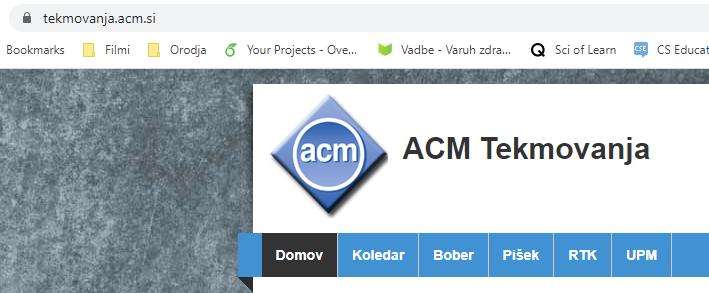 tekmovanja.acm.si
Bookmarks Filmi Orodja Your Projects - Ove... Vadbe - Varuh zdra... Sci of Learn CSE CS Educat
acm ACM Tekmovanja
Domov Koledar Bober Pišek RTK UPM